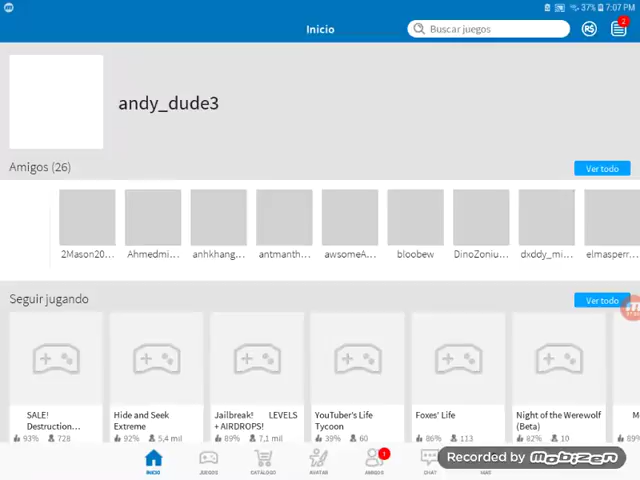 37% 7:07 PM
Inicio
Buscar juegos
R$
2
andy_dude3
Amigos (26)
Ver todo
2Mason20...
Ahmedmi...
anhkhang...
antmanth...
awsomeA...
bloobew
DinoZoniu...
dxddy_mi...
elmasperr...
Seguir jugando
Ver todo
SALE!
Destruction...
93% 728
Hide and Seek
Extreme
92% 5,4 mil
Jailbreak! LEVELS
+ AIRDROPS!
89% 7,1 mil
YouTuber's Life
Tycoon
39% 60
Foxes' Life
86% 113
Night of the Werewolf
(Beta)
82% 10
INICIO
JUEGOS
CATÁLOGO
AVATAR
1
AMIGOS
CHAT
Recorded by mobizen